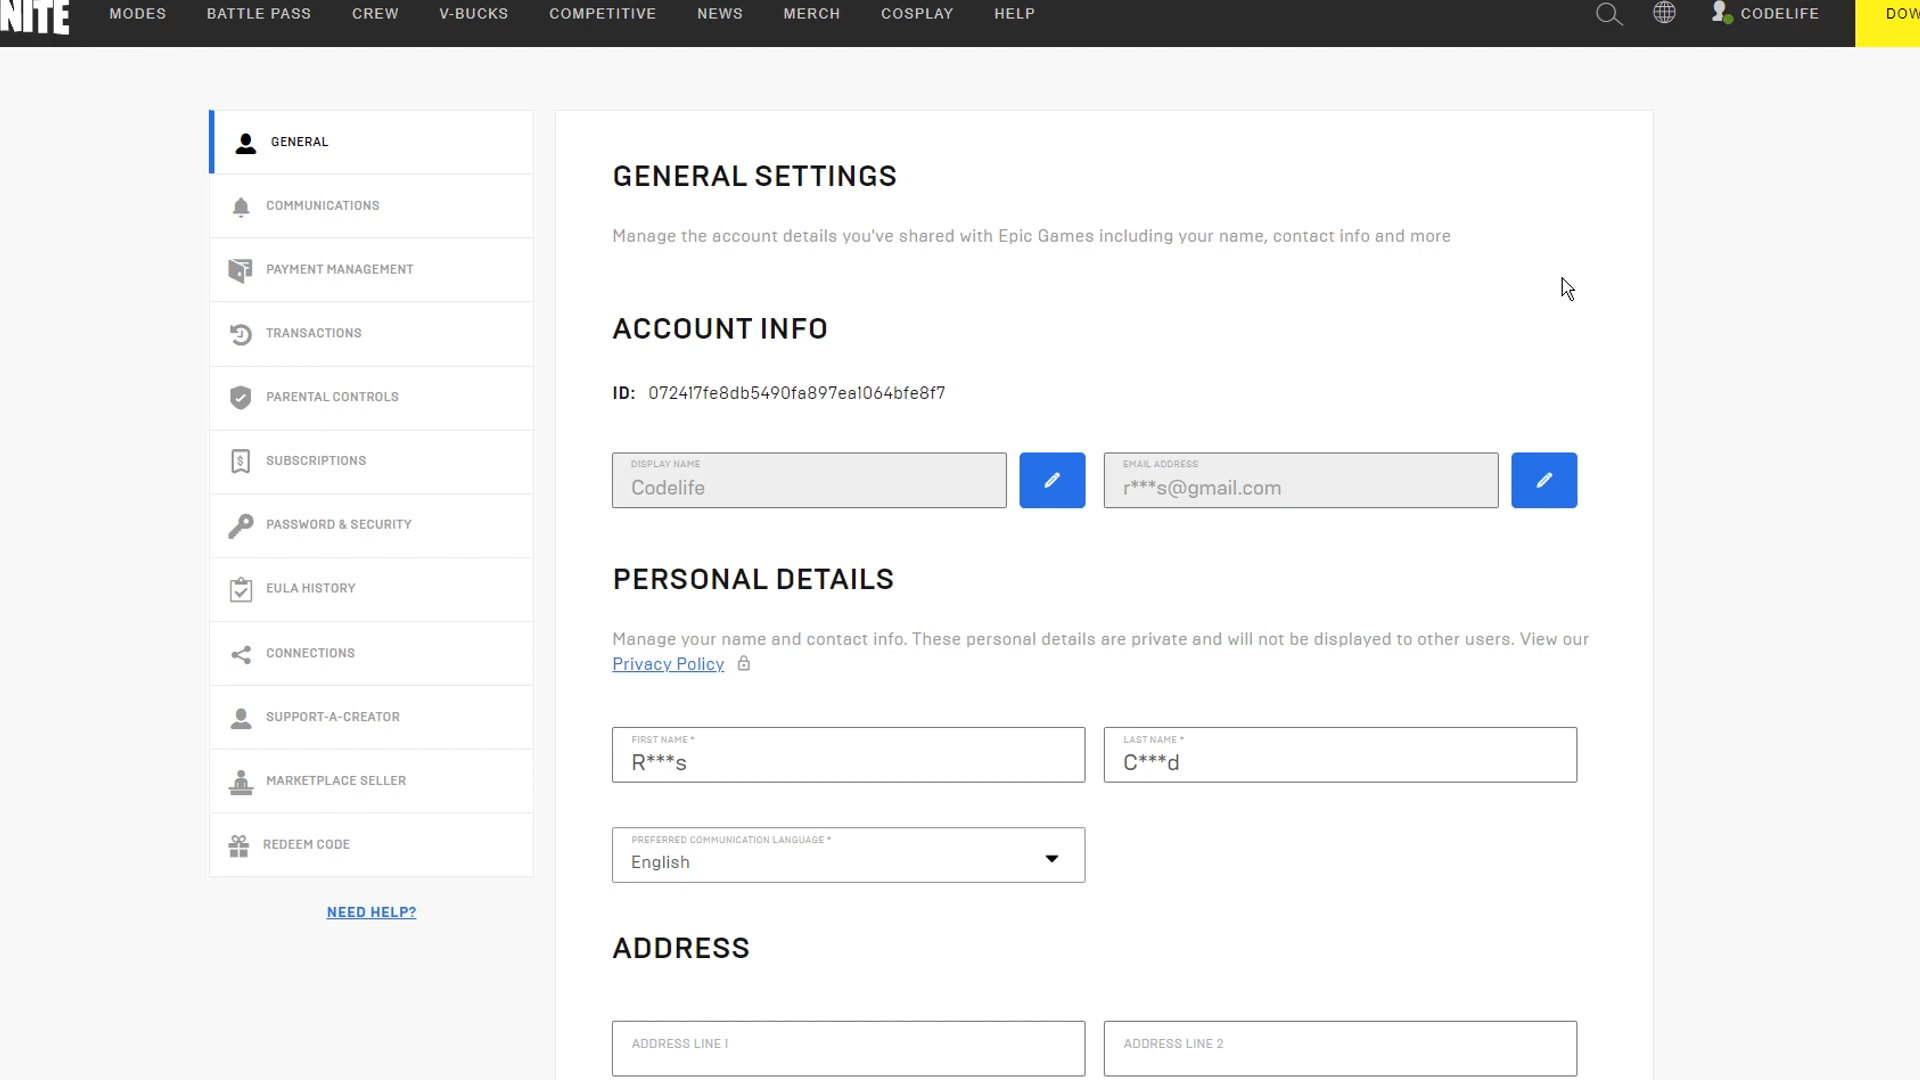 NITE MODES BATTLE PASS CREW V-BUCKS COMPETITIVE NEWS MERCH COSPLAY HELP CODELIFE DOW
GENERAL
COMMUNICATIONS
PAYMENT MANAGEMENT
TRANSACTIONS
PARENTAL CONTROLS
SUBSCRIPTIONS
PASSWORD & SECURITY
EULA HISTORY
CONNECTIONS
SUPPORT-A-CREATOR
MARKETPLACE SELLER
REDEEM CODE
NEED HELP?
GENERAL SETTINGS
Manage the account details you've shared with Epic Games including your name, contact info and more
ACCOUNT INFO
ID: 072417fe8db5490fa897ea1064bfe8f7
DISPLAY NAME
Codelife
EMAIL ADDRESS
r***s@gmail.com
PERSONAL DETAILS
Manage your name and contact info. These personal details are private and will not be displayed to other users. View our
Privacy Policy
FIRST NAME *
R***s
LAST NAME *
C***d
PREFERRED COMMUNICATION LANGUAGE *
English
ADDRESS
ADDRESS LINE 1
ADDRESS LINE 2